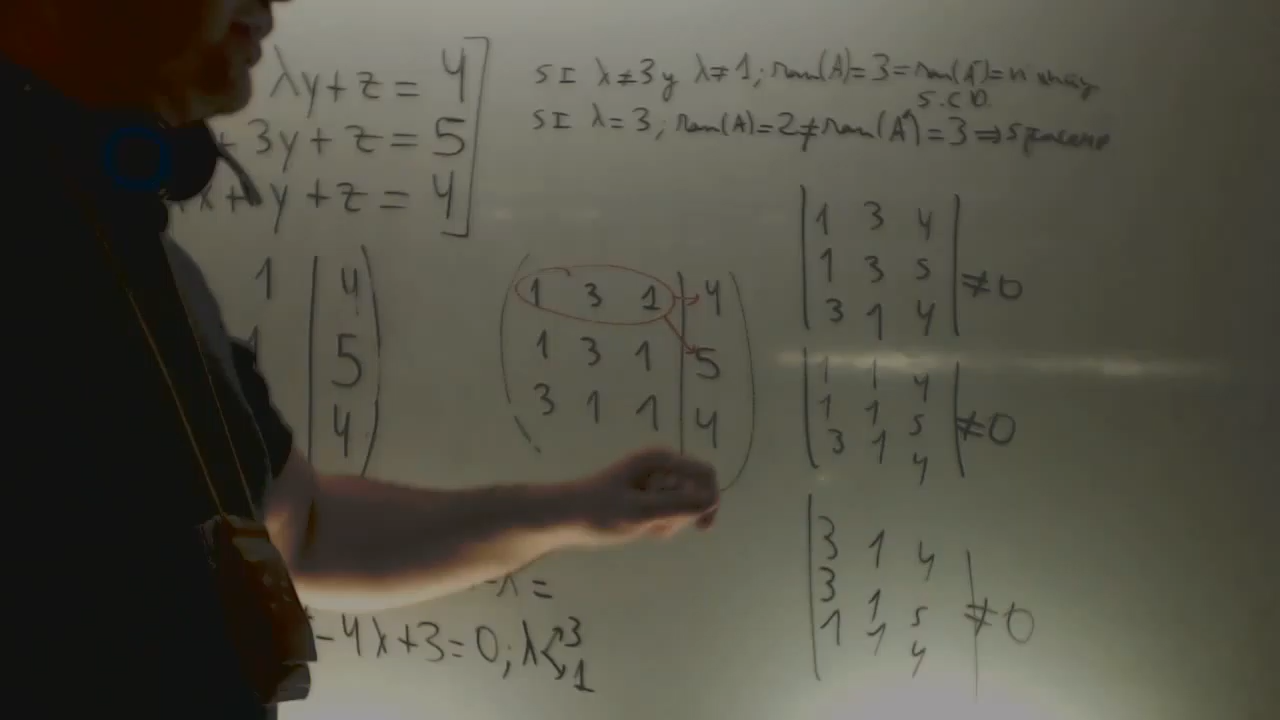 λy+z = 4
+ 3y + z = 5
x + y + z = 4
SI λ ≠ 3 y λ ≠ 1; ran(A) = 3 = ran(A*) = n
S.C.D.
SI λ = 3; ran(A) = 2 ≠ ran(A*) = 3 ⇒
1 | 4
1 | 5
4
1 3 1 | 4
1 3 1 | 5
3 1 1 | 4
1 3 4
1 3 5 ≠ 0
3 1 4
1 1 4
1 1 5 ≠ 0
3 1 4
3 1 4
3 1 5 ≠ 0
1 1 4
-λ =
- 4λ + 3 = 0; λ 3
1